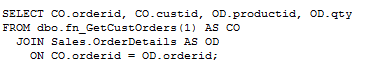 SELECT CO.orderid, CO.custid, OD.productid, OD.qty
FROM dbo.fn_GetCustOrders(1) AS CO
  JOIN Sales.OrderDetails AS OD
    ON CO.orderid = OD.orderid;